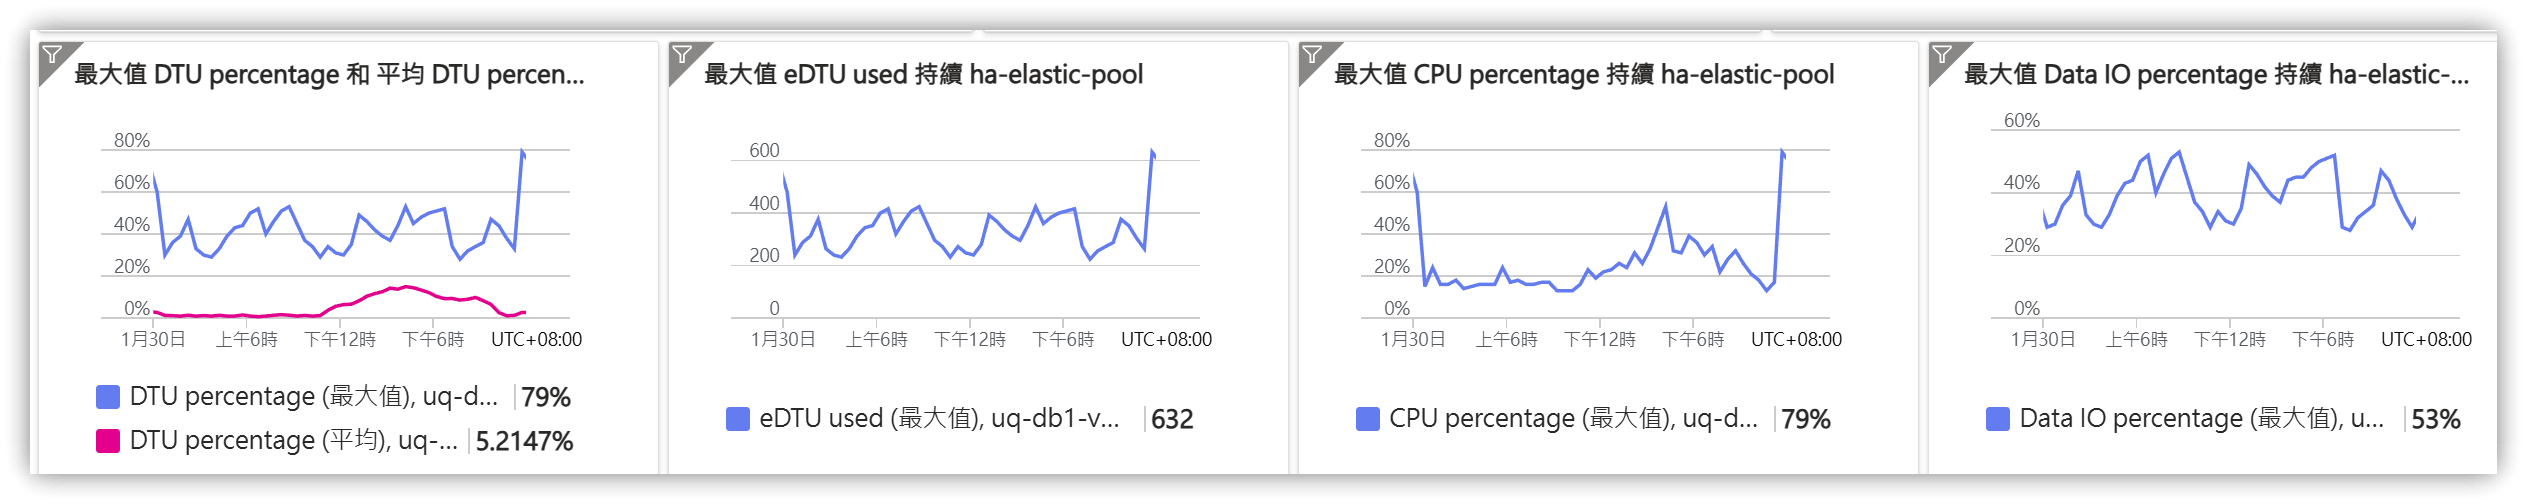 最大值 DTU percentage 和 平均 DTU percen...
80%
60%
40%
20%
0%
1月30日 上午6時 下午12時 下午6時 UTC+08:00
DTU percentage (最大值), uq-d... 79%
DTU percentage (平均), uq-... 5.2147%
最大值 eDTU used 持續 ha-elastic-pool
600
400
200
0
1月30日 上午6時 下午12時 下午6時 UTC+08:00
eDTU used (最大值), uq-db1-v... 632
最大值 CPU percentage 持續 ha-elastic-pool
80%
60%
40%
20%
0%
1月30日 上午6時 下午12時 下午6時 UTC+08:00
CPU percentage (最大值), uq-d... 79%
最大值 Data IO percentage 持續 ha-elastic-...
60%
40%
20%
0%
1月30日 上午6時 下午12時 下午6時 UTC+08:00
Data IO percentage (最大值), u... 53%